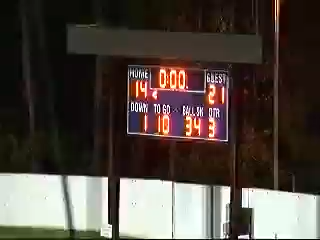 HOME 0:00 GUEST
14 21
DOWN TO GO BALL ON QTR
1 10 34 3